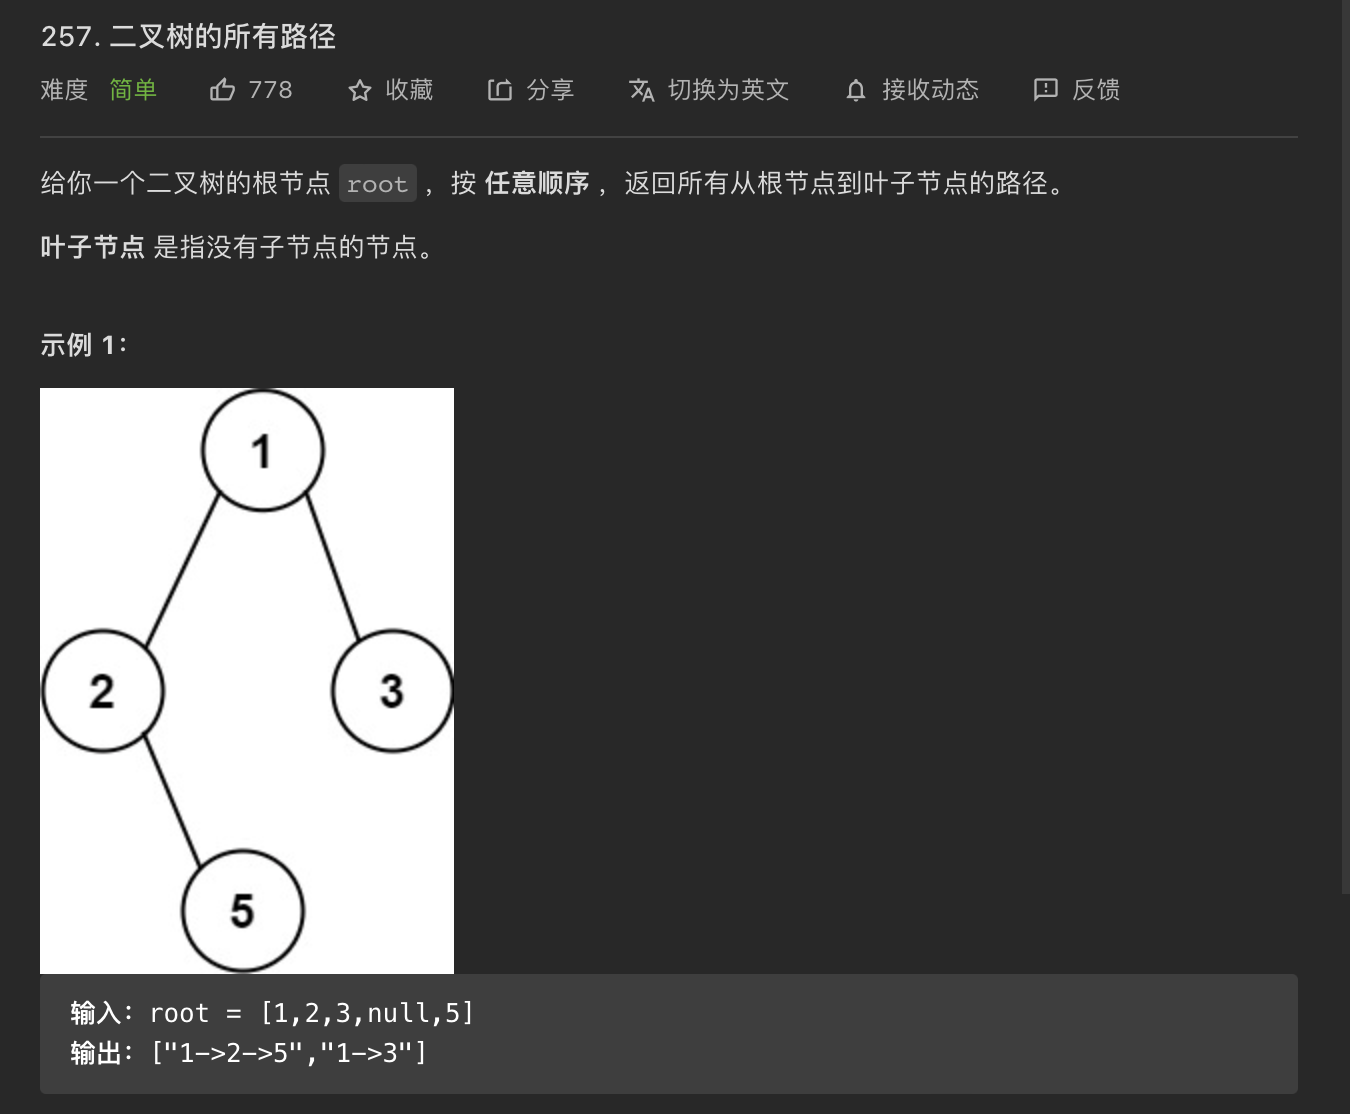 257. 二叉树的所有路径
难度 简单 778 收藏 分享 切换为英文 接收动态 反馈
给你一个二叉树的根节点 root ，按 任意顺序 ，返回所有从根节点到叶子节点的路径。
叶子节点 是指没有子节点的节点。
示例 1：
1
2 3
5
输入：root = [1,2,3,null,5]
输出：["1->2->5","1->3"]